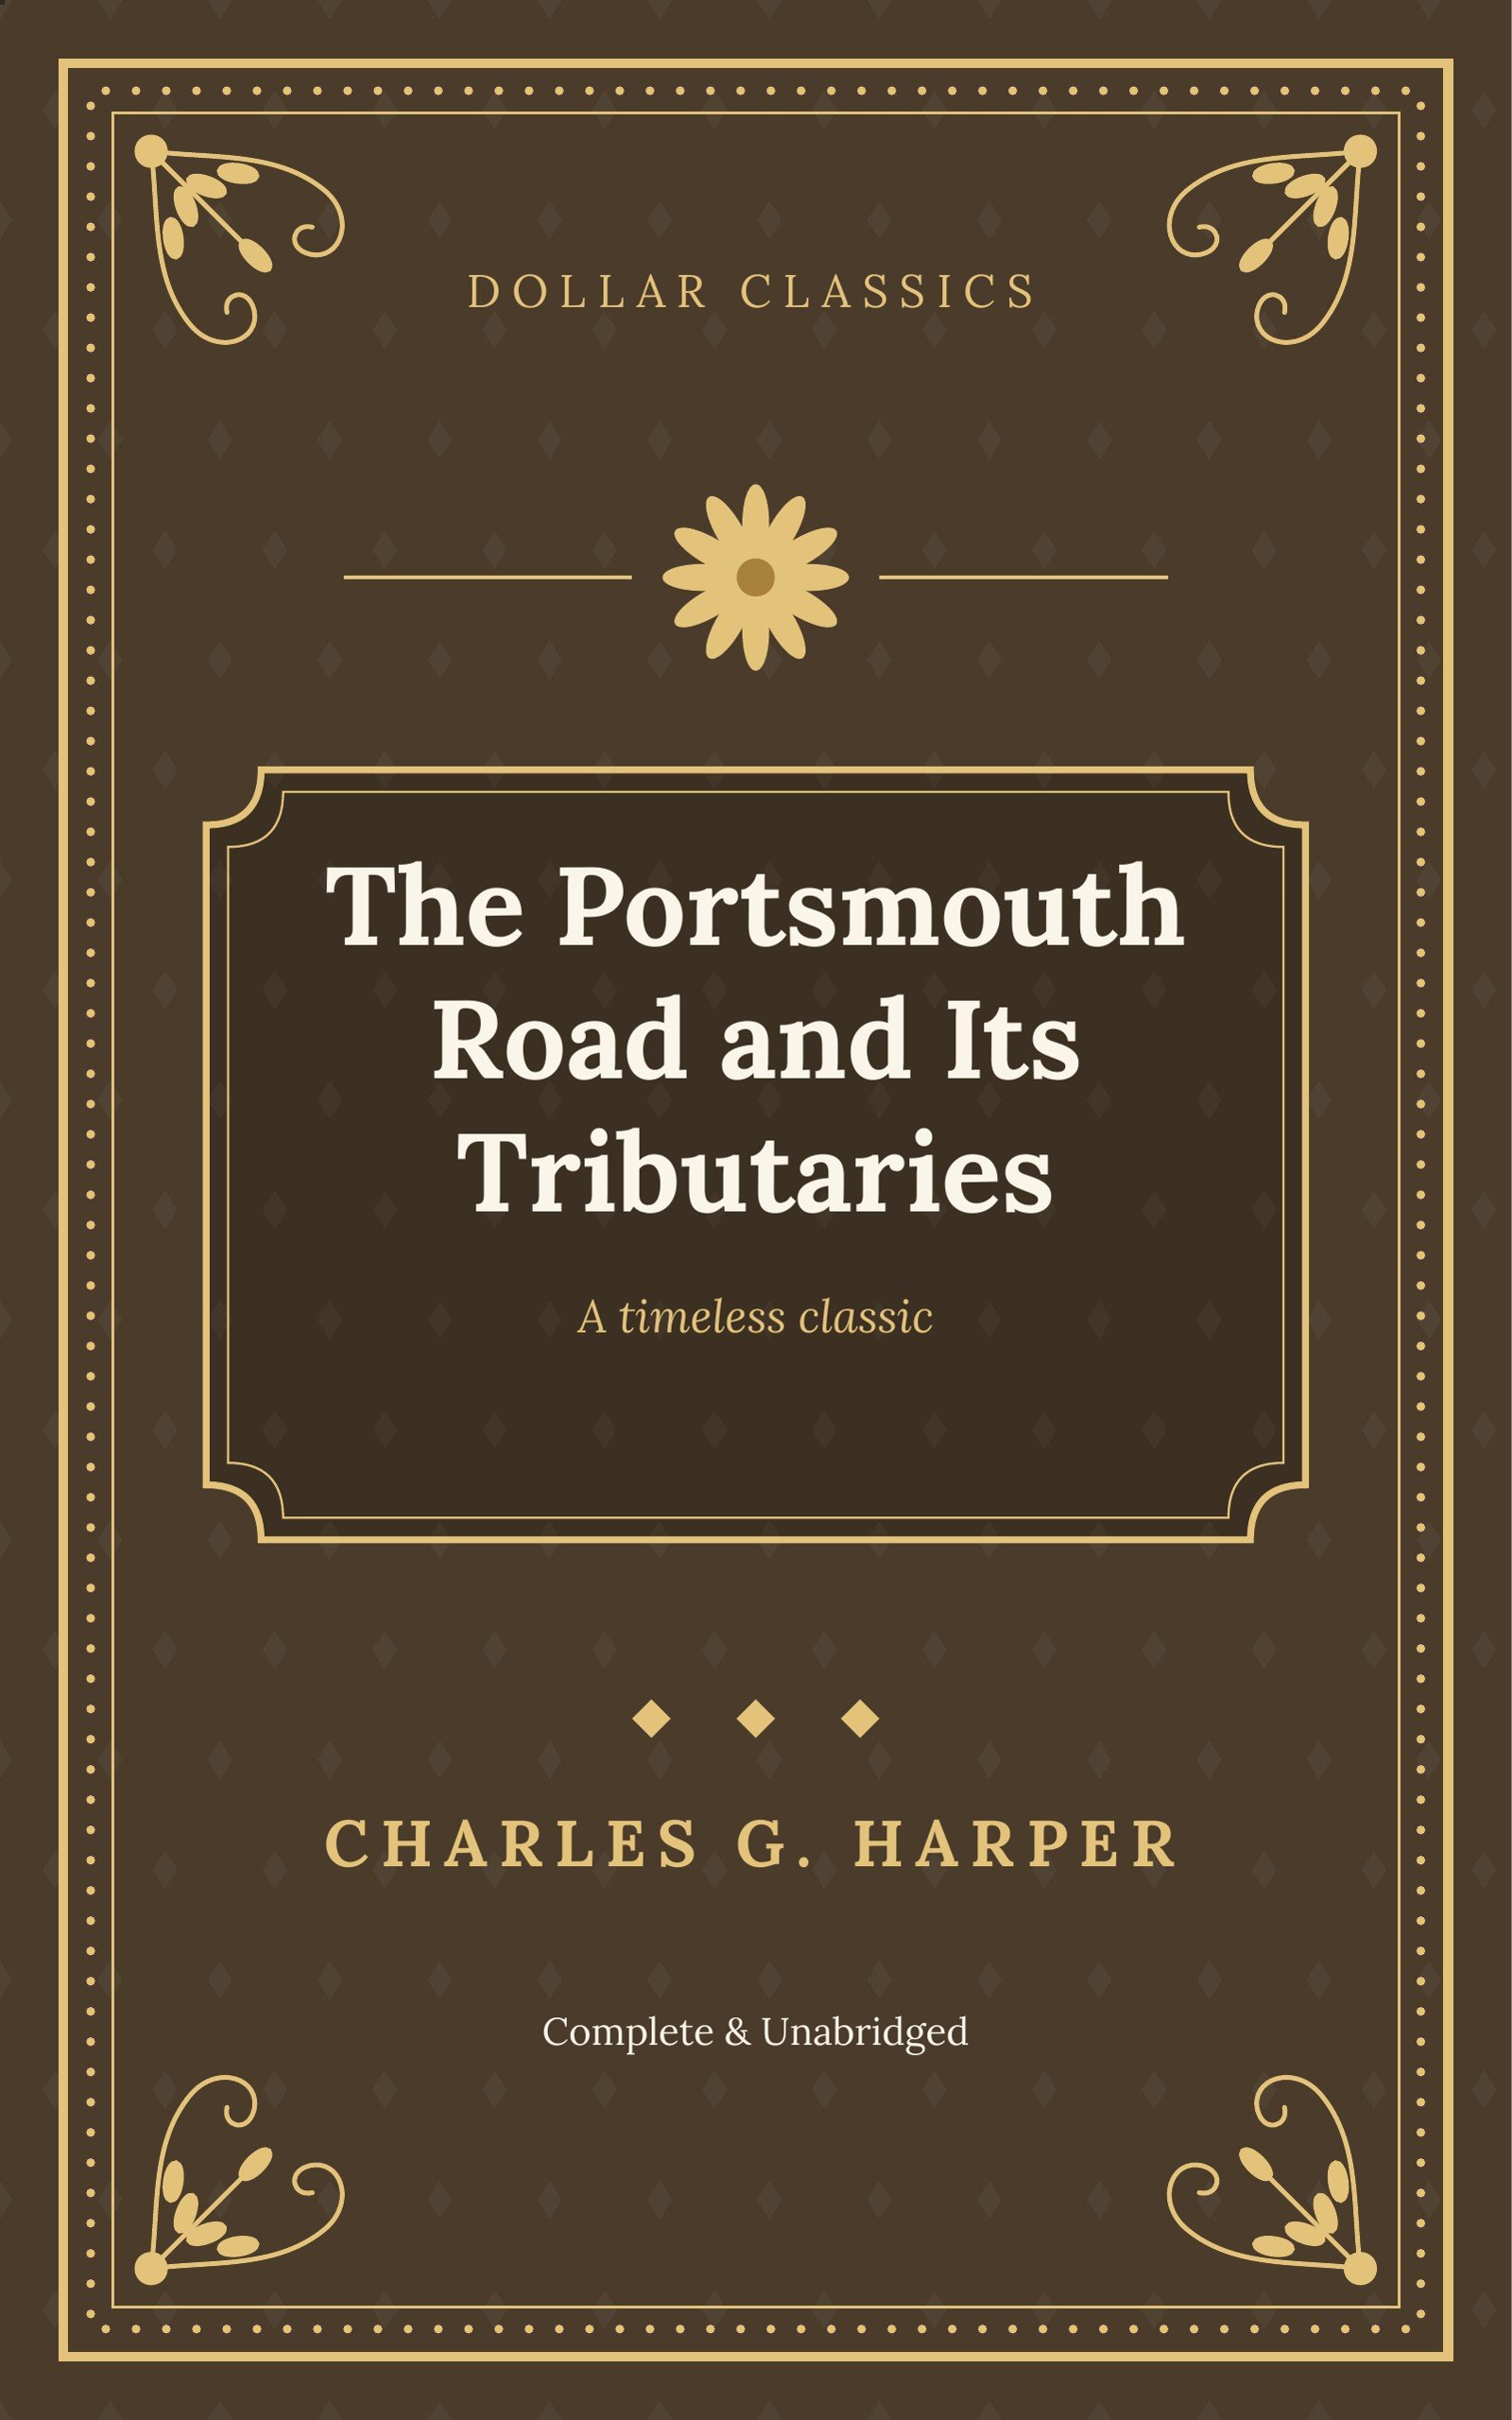 DOLLAR CLASSICS
The Portsmouth
Road and Its
Tributaries
A timeless classic
CHARLES G. HARPER
Complete & Unabridged